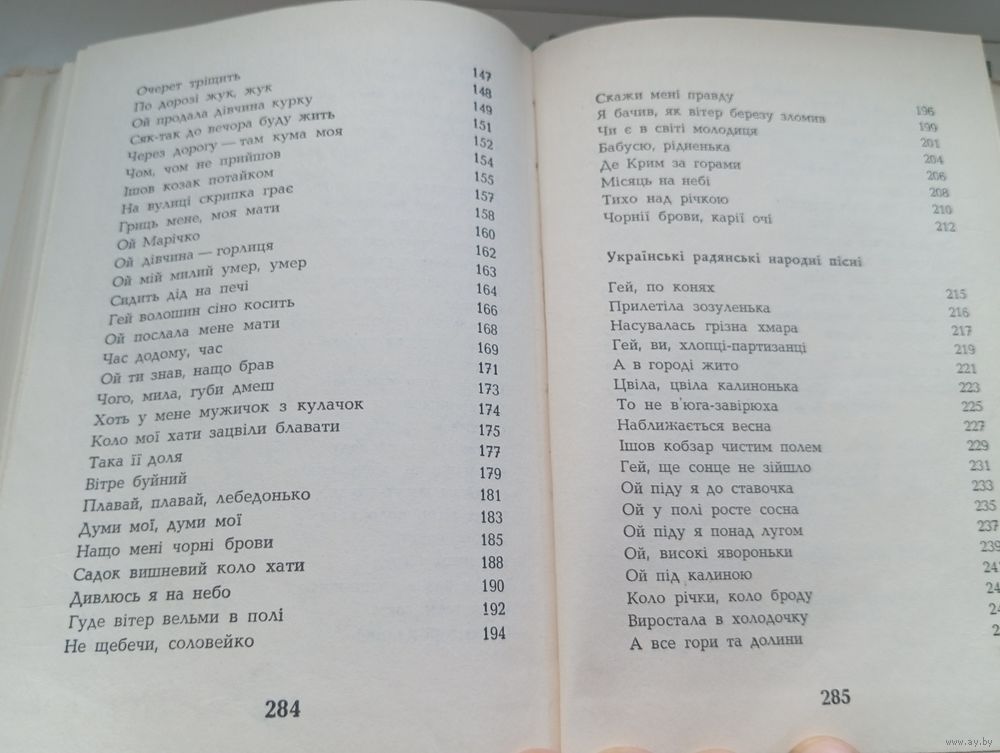 Очерет тріщить 147
По дорозі жук, жук 148
Ой продала дівчина курку 149
Сяк-так до вечора буду жить 151
Через дорогу — там кума моя 152
Чом, чом не прийшов 154
Ішов козак потайком 155
На вулиці скрипка грає 157
Гриць мене, моя мати 158
Ой Марічко 160
Ой дівчина — горлиця 162
Ой мій милий умер, умер 163
Сидить дід на печі 164
Гей волошин сіно косить 166
Ой послала мене мати 168
Час додому, час 169
Ой ти знав, нащо брав 171
Чого, мила, губи дмеш 173
Хоть у мене мужичок з кулачок 174
Коло мої хати зацвіли блавати 175
Така її доля 177
Вітре буйний 179
Плавай, плавай, лебедонько 181
Думи мої, думи мої 183
Нащо мені чорні брови 185
Садок вишневий коло хати 188
Дивлюсь я на небо 190
Гуде вітер вельми в полі 192
Не щебечи, соловейко 194
284
Скажи мені правду 196
Я бачив, як вітер березу зломив 199
Чи є в світі молодиця 201
Бабусю, рідненька 204
Де Крим за горами 206
Місяць на небі 208
Тихо над річкою 210
Чорнії брови, карії очі 212
Українські радянські народні пісні
Гей, по конях 215
Прилетіла зозуленька 216
Насувалась грізна хмара 217
Гей, ви, хлопці-партизанці 219
А в городі жито 221
Цвіла, цвіла калинонька 223
То не в'юга-завірюха 225
Наближається весна 227
Ішов кобзар чистим полем 229
Гей, ще сонце не зійшло 231
Ой піду я до ставочка 233
Ой у полі росте сосна 235
Ой піду я понад лугом 237
Ой, високі явороньки 239
Ой під калиною
Коло річки, коло броду
Виростала в холодочку
А все гори та долини
285
www.ay.by